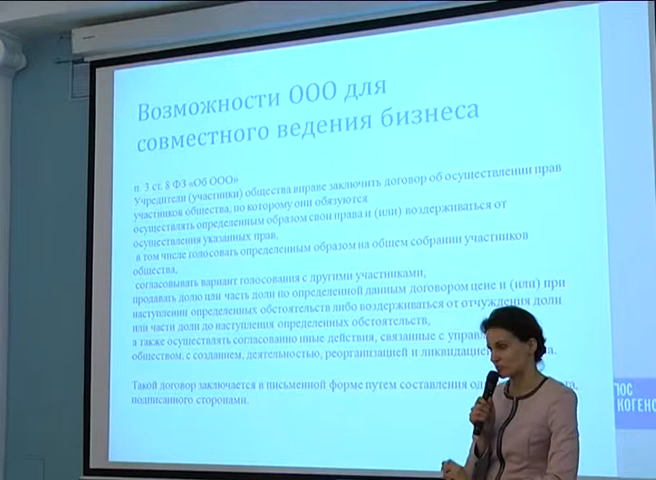 Возможности ООО для
совместного ведения бизнеса
п. 3 ст. 8 ФЗ «Об ООО»
Учредители (участники) общества вправе заключить договор об осуществлении прав
участников общества, по которому они обязуются
осуществлять определенным образом свои права и (или) воздерживаться от
осуществления указанных прав,
в том числе голосовать определенным образом на общем собрании участников
общества,
согласовывать вариант голосования с другими участниками,
продавать долю или часть доли по определенной данным договором цене и (или) при
наступлении определенных обстоятельств либо воздерживаться от отчуждения доли
или части доли до наступления определенных обстоятельств,
а также осуществлять согласованно иные действия, связанные с
обществом, с созданием, деятельностью, реорганизацией и
Такой договор заключается в письменной форме путем составления
подписанного сторонами.